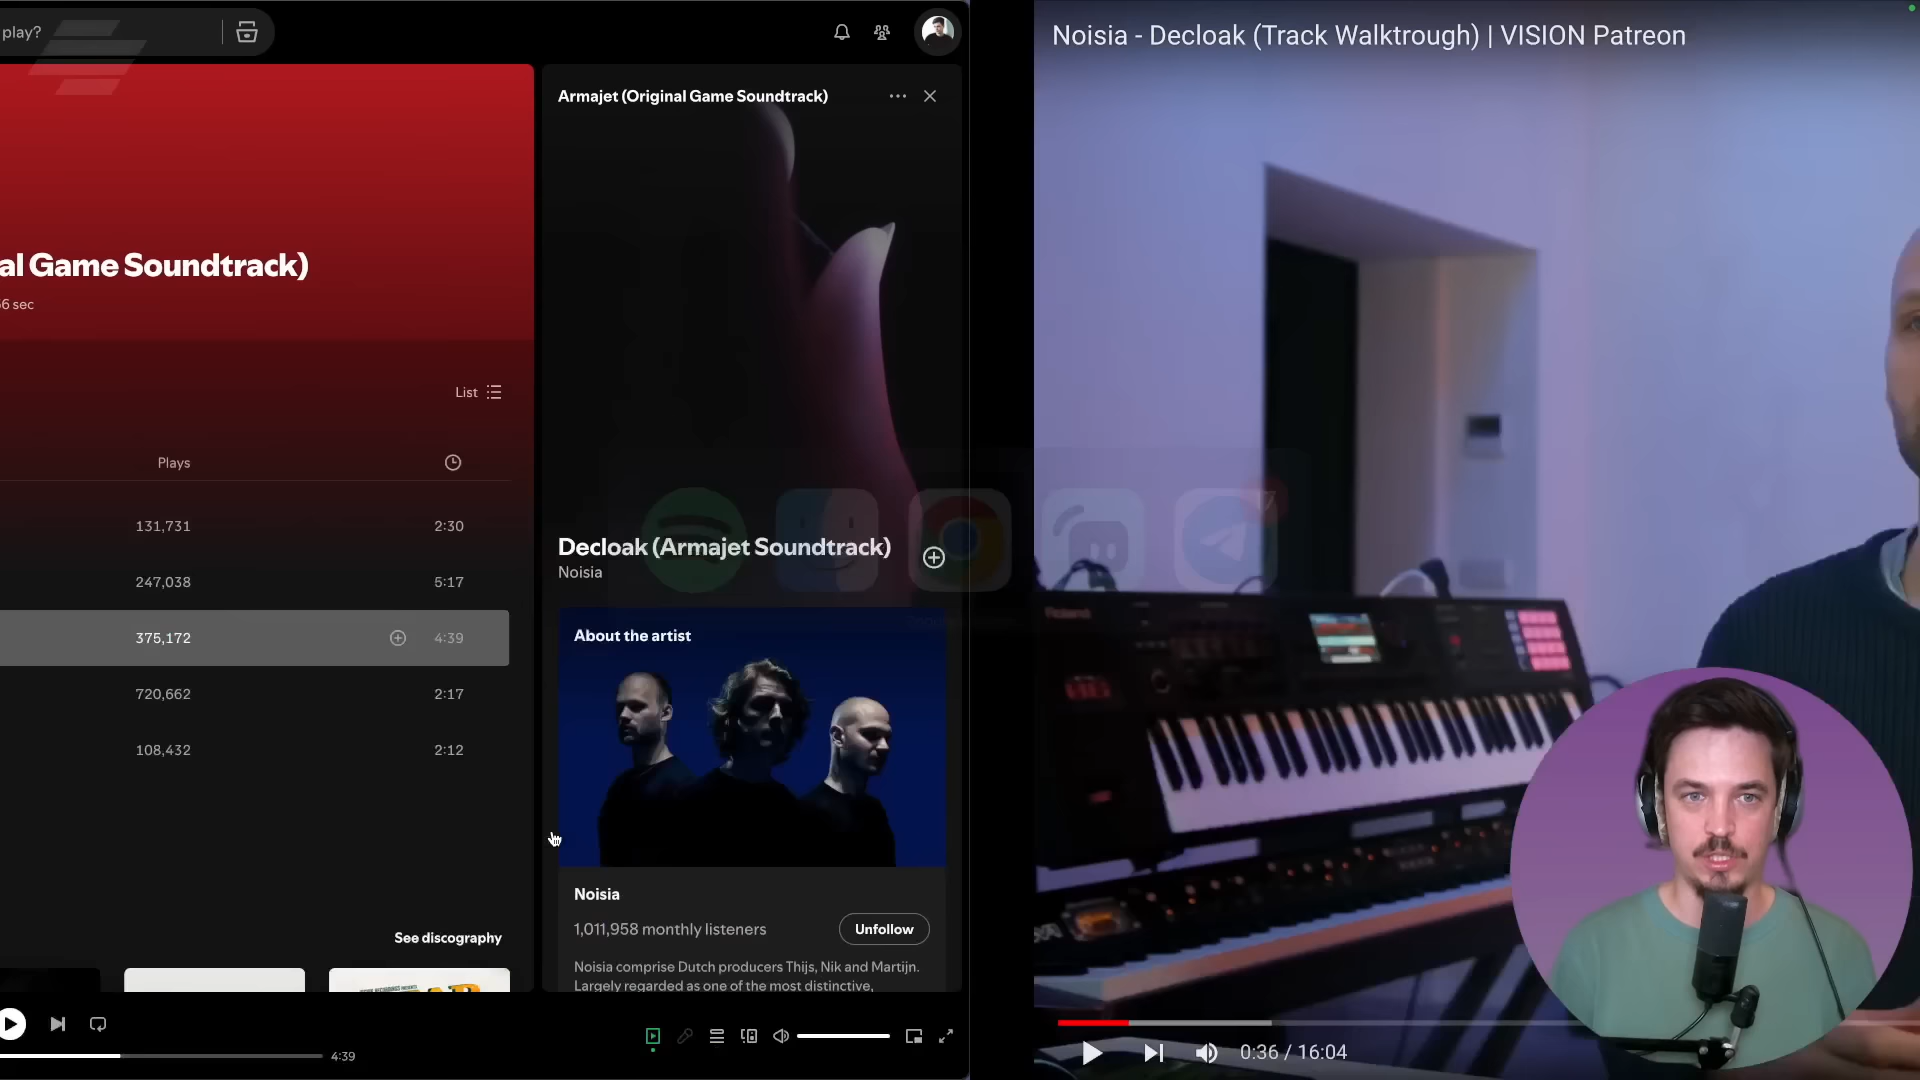 play?
al Game Soundtrack)
56 sec
List
Plays
131,731 2:30
247,038 5:17
375,172 4:39
720,662 2:17
108,432 2:12
See discography
4:39
Armajet (Original Game Soundtrack)
Decloak (Armajet Soundtrack)
Noisia
About the artist
Noisia
1,011,958 monthly listeners
Unfollow
Noisia comprise Dutch producers Thijs, Nik and Martijn.
Largely regarded as one of the most distinctive,
Noisia - Decloak (Track Walktrough) | VISION Patreon
Roland
0:36 / 16:04